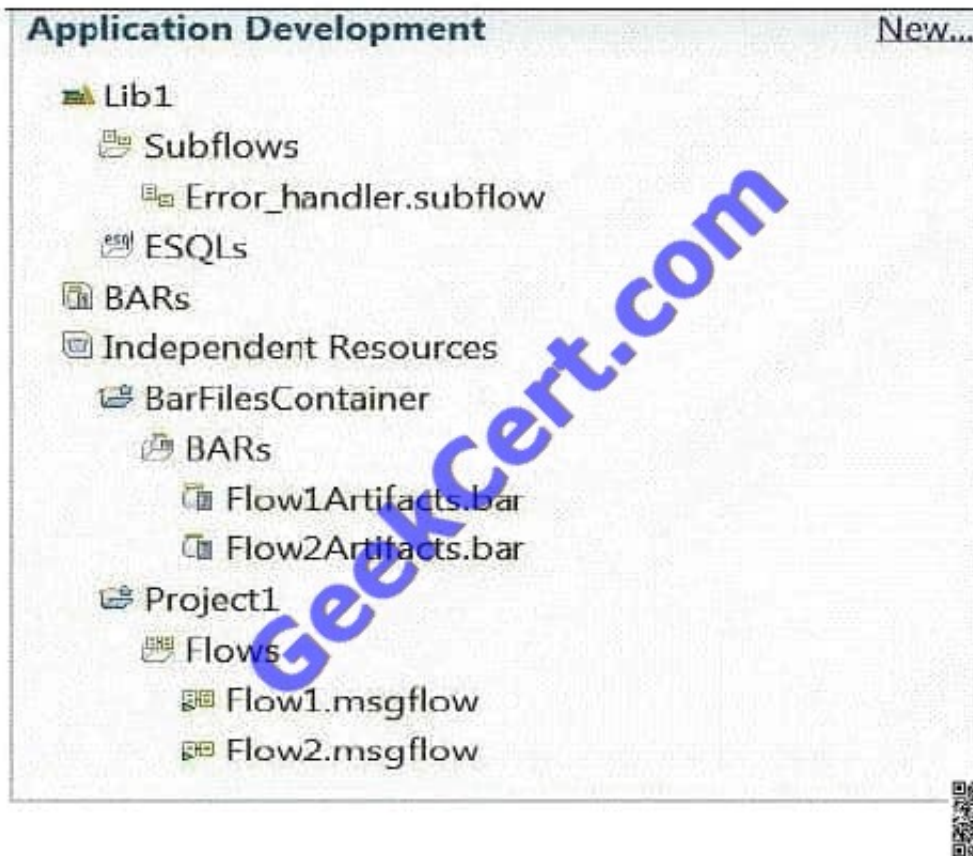 Application Development
New...
Lib1
Subflows
Error_handler.subflow
esql ESQLs
BARs
Independent Resources
BarFilesContainer
BARs
Flow1Artifacts.bar
Flow2Artifacts.bar
Project1
Flows
Flow1.msgflow
Flow2.msgflow
GeekCert.com